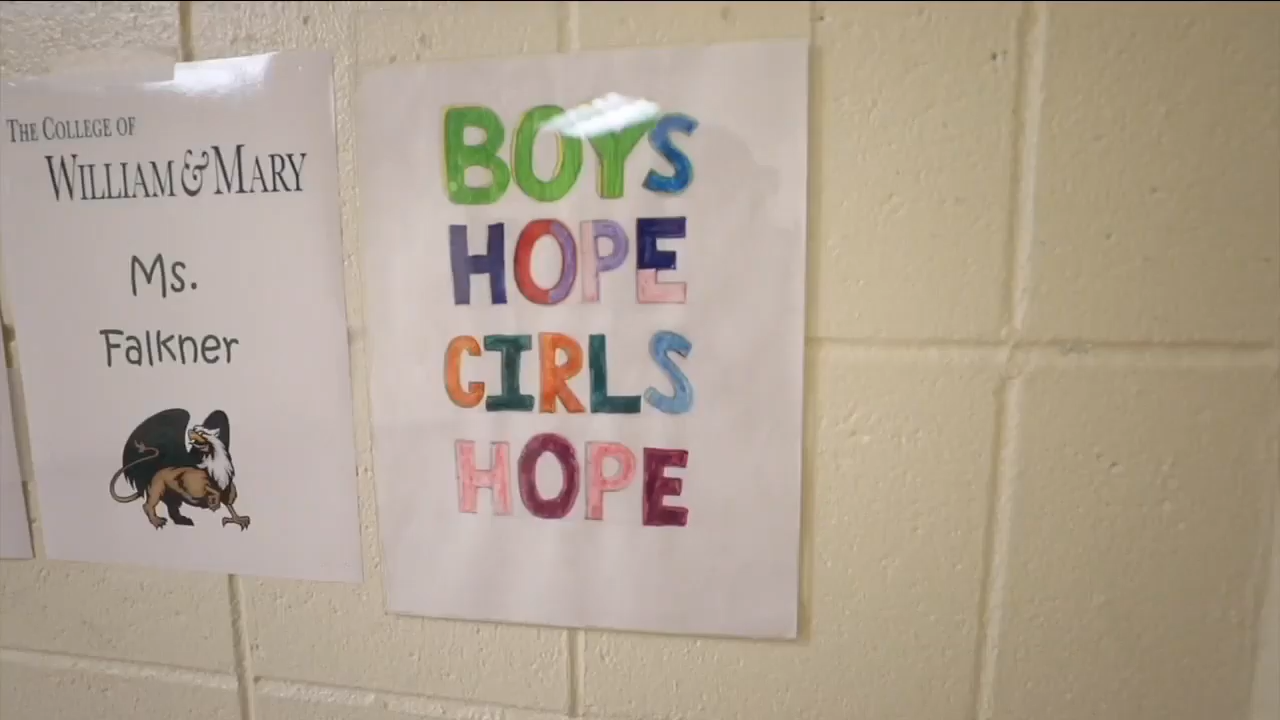 THE COLLEGE OF
WILLIAM & MARY
Ms.
Falkner
BOYS
HOPE
GIRLS
HOPE